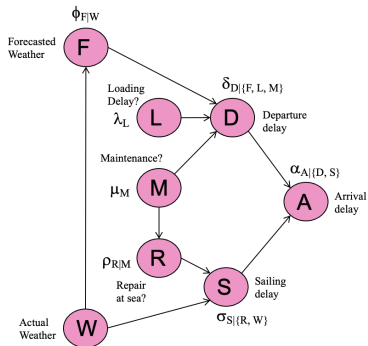 ϕF|W
Forecasted
Weather
F
Loading
Delay?
λL
L
δD|{F, L, M}
D
Departure
delay
Maintenance?
μM
M
αA|{D, S}
A
Arrival
delay
ρR|M
R
Repair
at sea?
S
Sailing
delay
σS|{R, W}
Actual
Weather
W